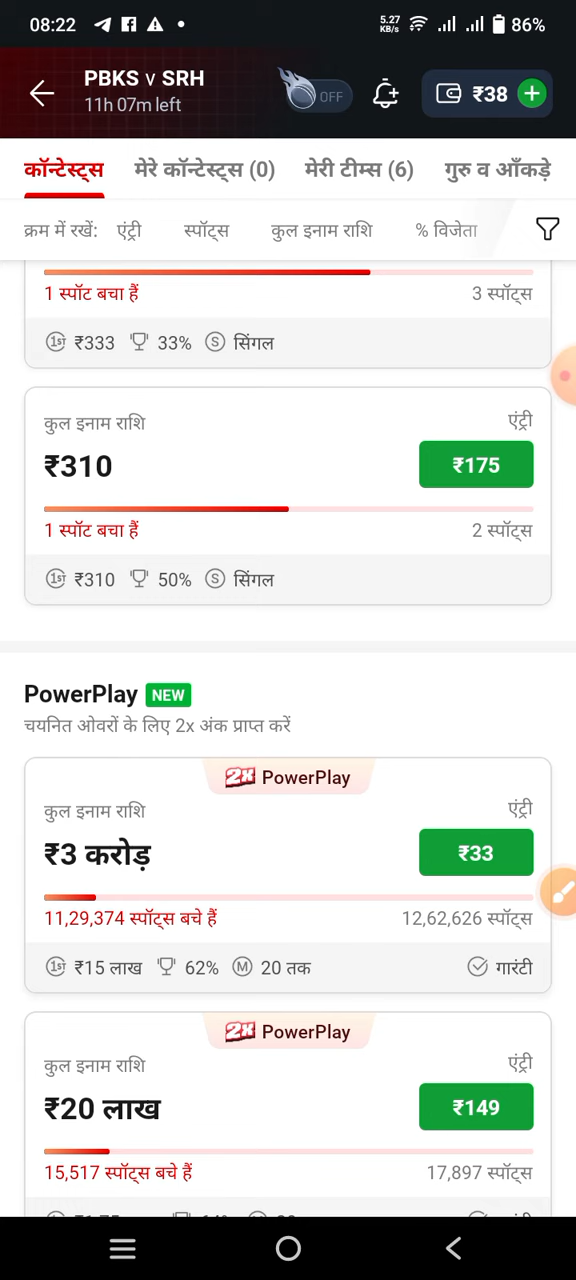 08:22 5.27 KB/s 86%
PBKS v SRH
11h 07m left
OFF
₹38
कॉन्टेस्ट्स मेरे कॉन्टेस्ट्स (0) मेरी टीम्स (6) गुरु व आँकड़े
क्रम में रखें: एंट्री स्पॉट्स कुल इनाम राशि % विजेता
1 स्पॉट बचा हैं 3 स्पॉट्स
1st ₹333 33% S सिंगल
कुल इनाम राशि एंट्री
₹310 ₹175
1 स्पॉट बचा हैं 2 स्पॉट्स
1st ₹310 50% S सिंगल
PowerPlay NEW
चयनित ओवरों के लिए 2x अंक प्राप्त करें
2X PowerPlay
कुल इनाम राशि एंट्री
₹3 करोड़ ₹33
11,29,374 स्पॉट्स बचे हैं 12,62,626 स्पॉट्स
1st ₹15 लाख 62% M 20 तक गारंटी
2X PowerPlay
कुल इनाम राशि एंट्री
₹20 लाख ₹149
15,517 स्पॉट्स बचे हैं 17,897 स्पॉट्स